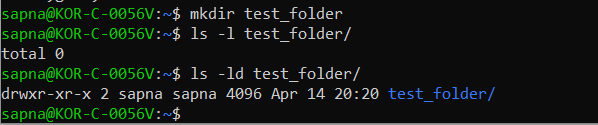 sapna@KOR-C-0056V:~$ mkdir test_folder
sapna@KOR-C-0056V:~$ ls -l test_folder/
total 0
sapna@KOR-C-0056V:~$ ls -ld test_folder/
drwxr-xr-x 2 sapna sapna 4096 Apr 14 20:20 test_folder/
sapna@KOR-C-0056V:~$